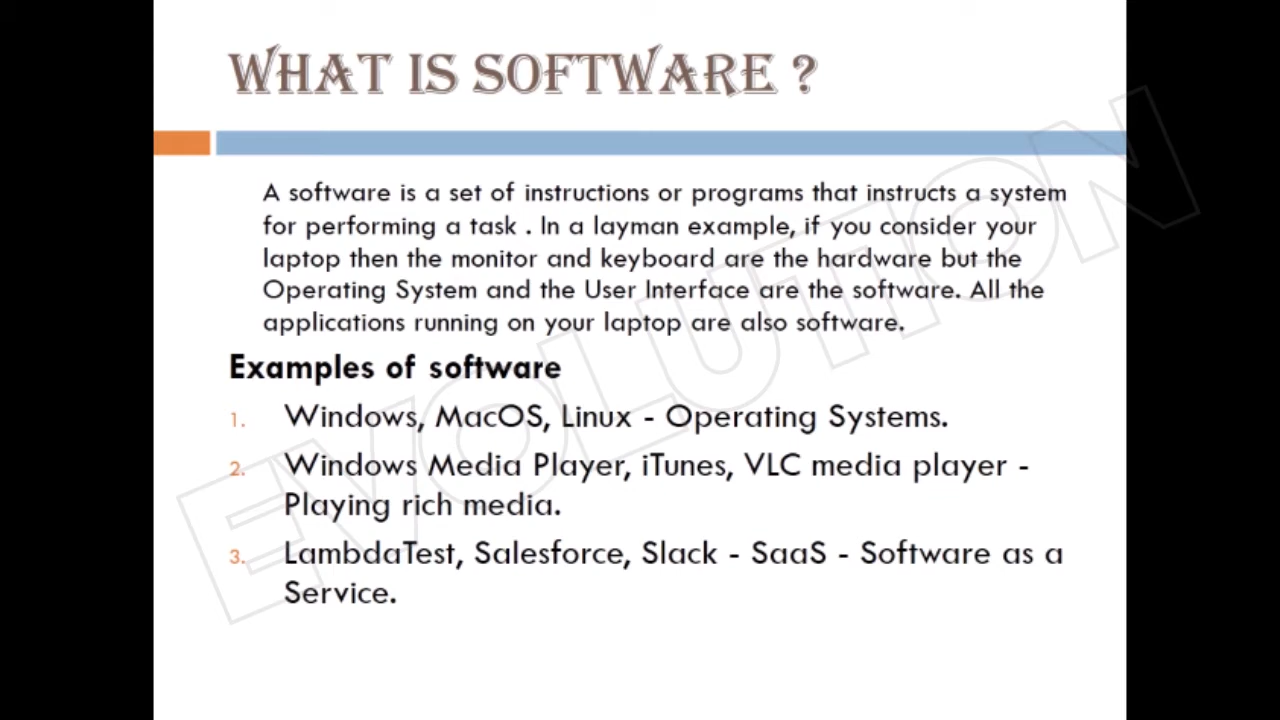 WHAT IS SOFTWARE ?
A software is a set of instructions or programs that instructs a system
for performing a task . In a layman example, if you consider your
laptop then the monitor and keyboard are the hardware but the
Operating System and the User Interface are the software. All the
applications running on your laptop are also software.
Examples of software
1. Windows, MacOS, Linux - Operating Systems.
2. Windows Media Player, iTunes, VLC media player -
Playing rich media.
3. LambdaTest, Salesforce, Slack - SaaS - Software as a
Service.
EVOLUTION